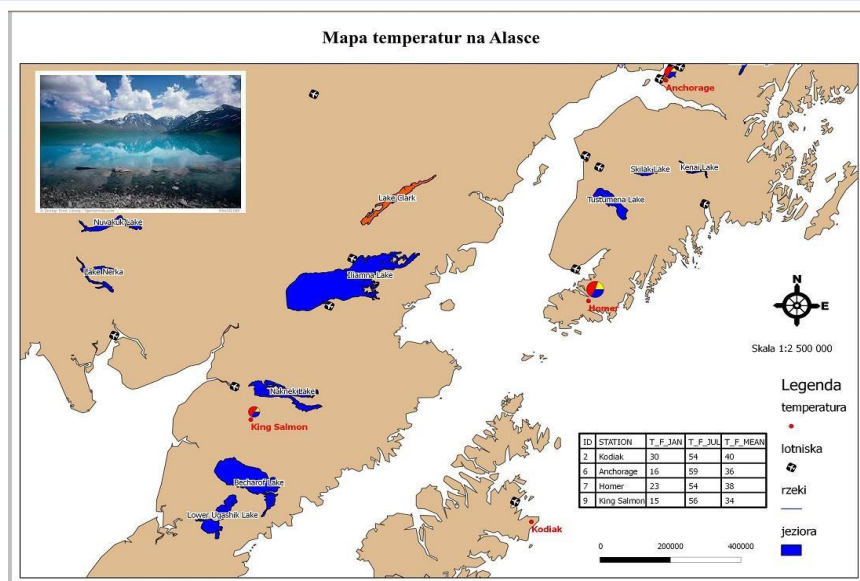 Mapa temperatur na Alasce
Anchorage
Skilak Lake
Kenai Lake
Lake Clark
Tustumena Lake
Nuvakuk Lake
Lake Nerka
Iliamna Lake
Homer
N
E
Skala 1:2 500 000
Naknek Lake
King Salmon
Legenda
temperatura
lotniska
rzeki
jeziora
ID STATION T_F_JAN T_F_JUL T_F_MEAN
2 Kodiak 30 54 40
6 Anchorage 16 59 36
7 Homer 23 54 38
9 King Salmon 15 56 34
Becharof Lake
Lower Ugashik Lake
Kodiak
0 200000 400000